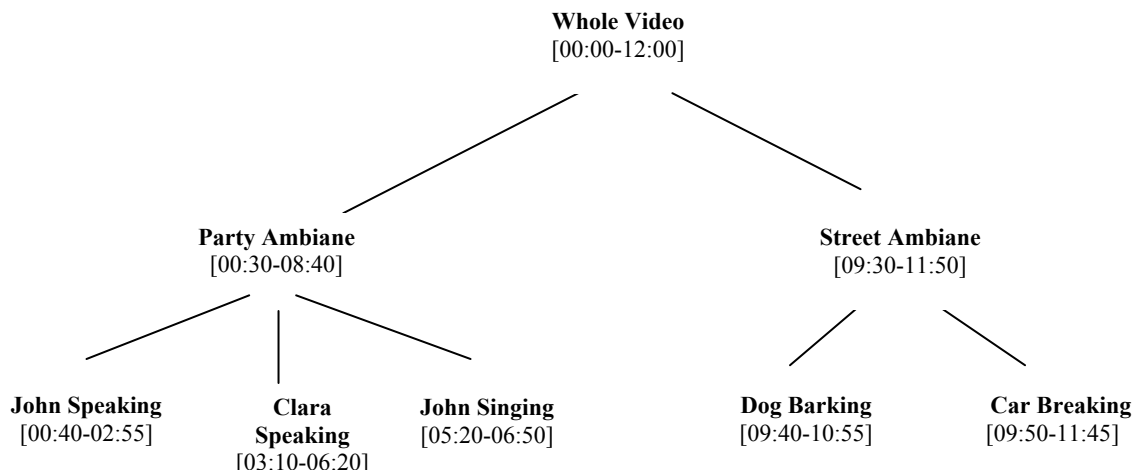 Whole Video
[00:00-12:00]
Party Ambiane
[00:30-08:40]
Street Ambiane
[09:30-11:50]
John Speaking
[00:40-02:55]
Clara
Speaking
[03:10-06:20]
John Singing
[05:20-06:50]
Dog Barking
[09:40-10:55]
Car Breaking
[09:50-11:45]